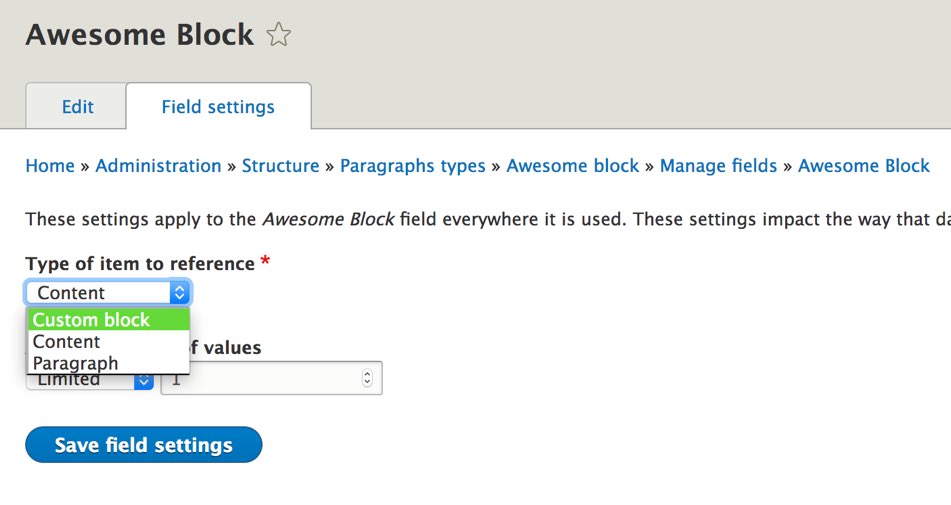 Awesome Block
Edit
Field settings
Home » Administration » Structure » Paragraphs types » Awesome block » Manage fields » Awesome Block
These settings apply to the Awesome Block field everywhere it is used. These settings impact the way that
Type of item to reference *
Content
Custom block
Content
Paragraph
of values
Limited
1
Save field settings